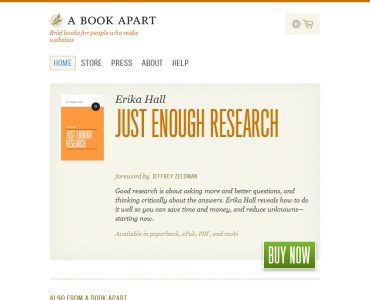 A BOOK APART
Brief books for people who make
websites
0
HOME STORE PRESS ABOUT HELP
Erika Hall
JUST ENOUGH RESEARCH
JUST ENOUGH
RESEARCH
foreword by JEFFREY ZELDMAN
Good research is about asking more and better questions, and
thinking critically about the answers. Erika Hall reveals how to do
it well so you can save time and money, and reduce unknowns—
starting now.
Available in paperback, ePub, PDF, and mobi
BUY NOW
ALSO FROM A BOOK APART